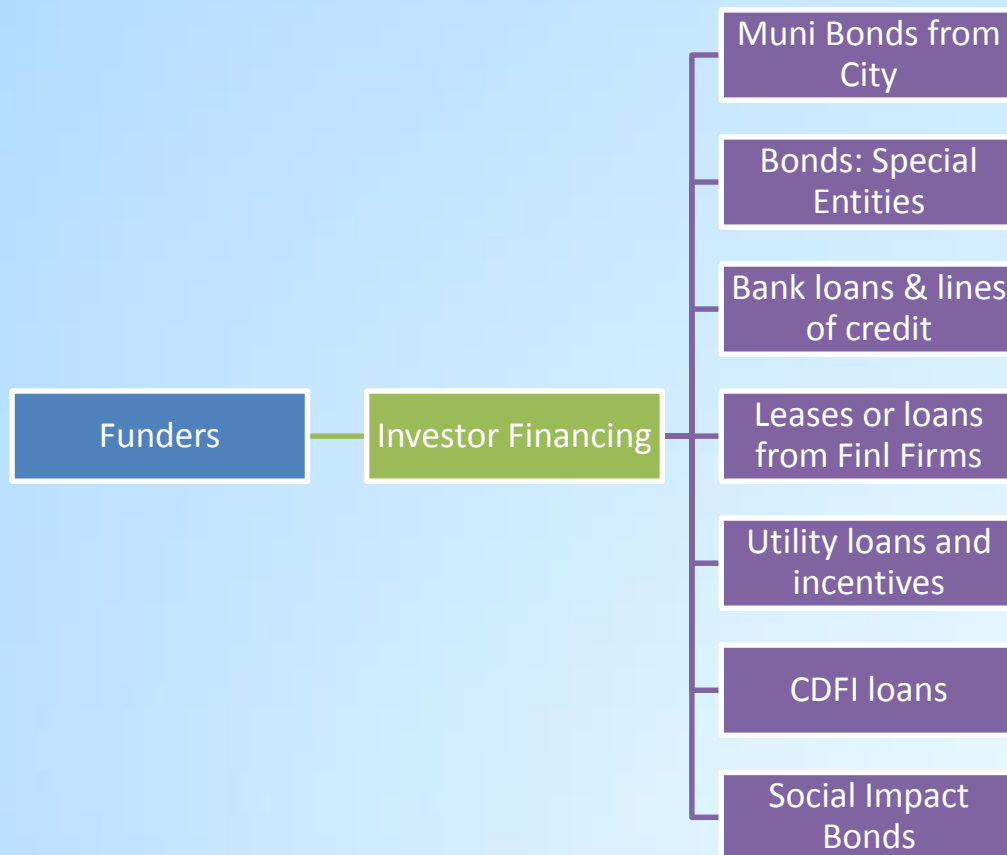 Muni Bonds from
City
Bonds: Special
Entities
Bank loans & lines
of credit
Funders
Investor Financing
Leases or loans
from Finl Firms
Utility loans and
incentives
CDFI loans
Social Impact
Bonds